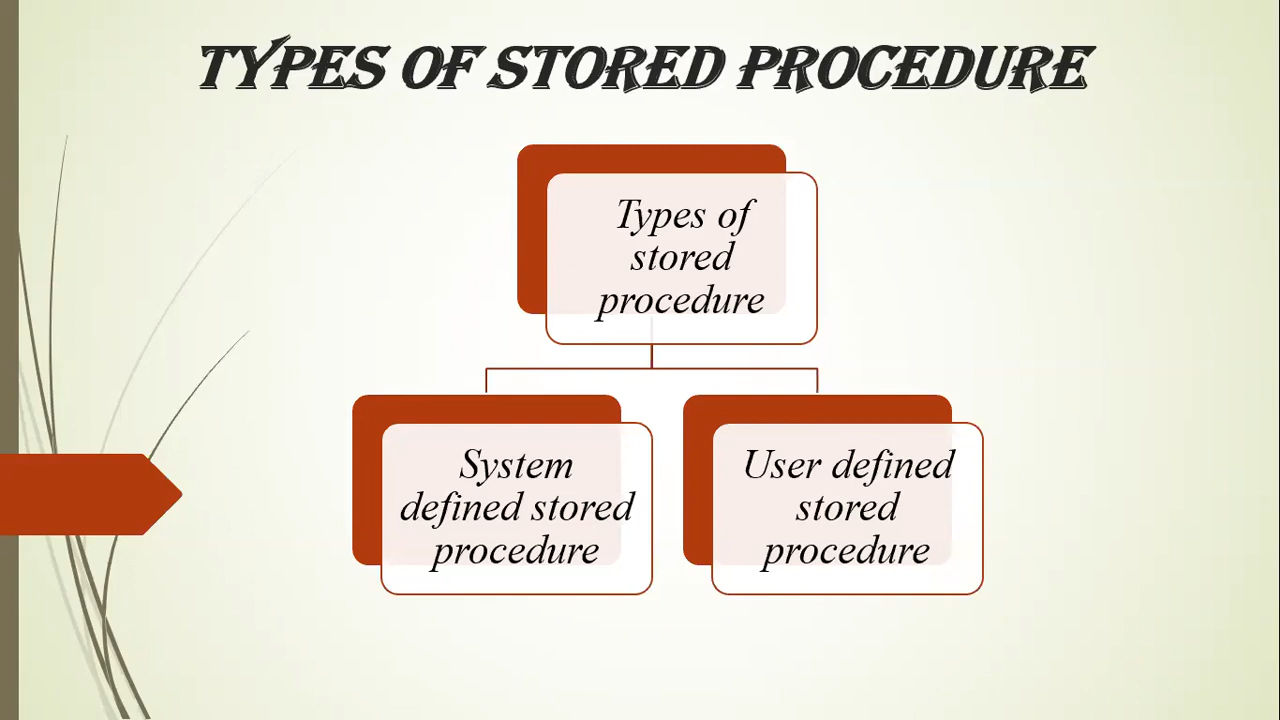 TYPES OF STORED PROCEDURE
Types of
stored
procedure
System
defined stored
procedure
User defined
stored
procedure